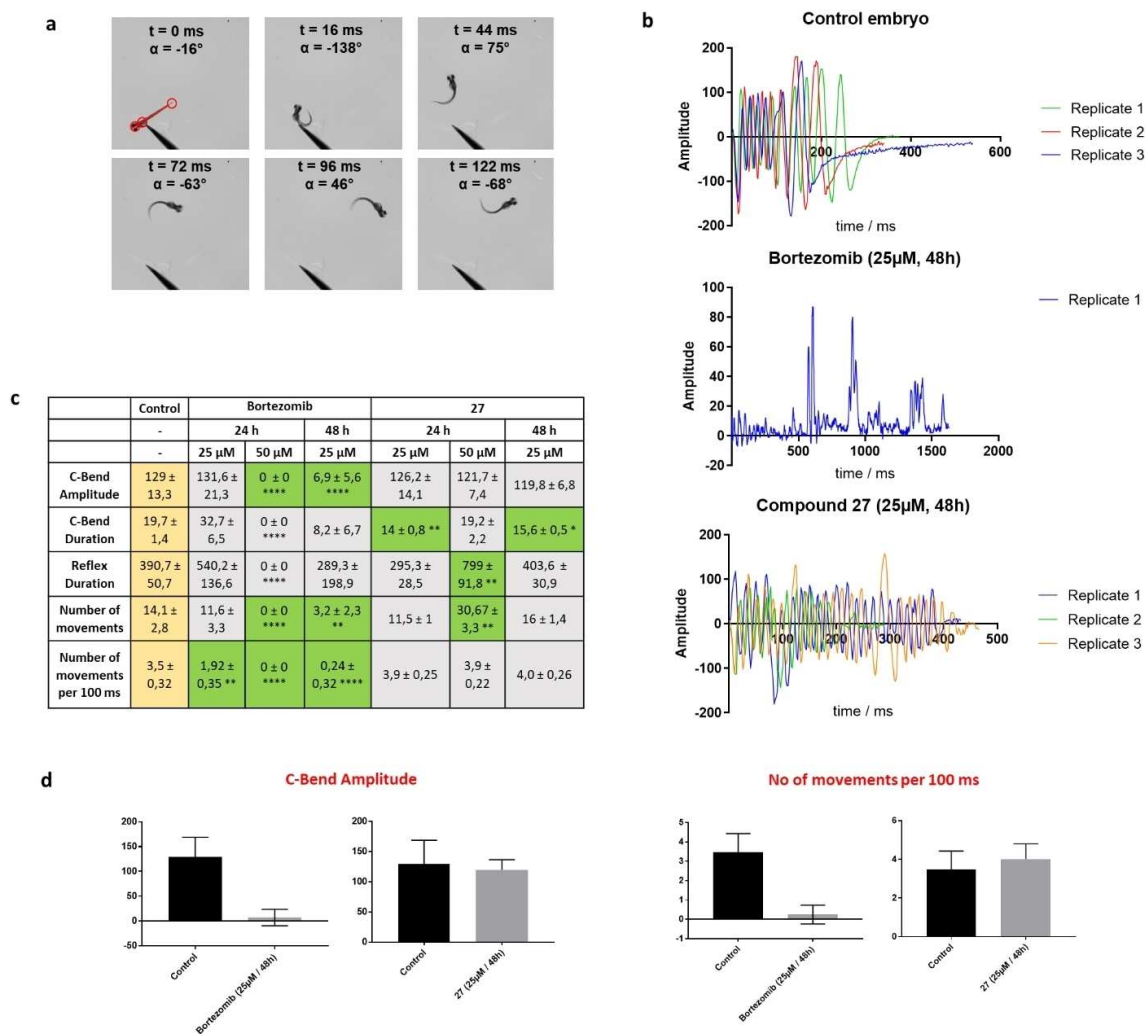 a
t = 0 ms
α = -16°
t = 16 ms
α = -138°
t = 44 ms
α = 75°
t = 72 ms
α = -63°
t = 96 ms
α = 46°
t = 122 ms
α = -68°
b
Control embryo
200
100
0
-100
-200
Amplitude
200 400 600
time / ms
Replicate 1
Replicate 2
Replicate 3
Bortezomib (25µM, 48h)
100
80
60
40
20
0
-20
Amplitude
500 1000 1500 2000
time / ms
Replicate 1
Compound 27 (25µM, 48h)
200
100
0
-100
-200
Amplitude
100 200 300 400 500
time / ms
Replicate 1
Replicate 2
Replicate 3
c
Control Bortezomib 27
- 24 h 48 h 24 h 48 h
- 25 µM 50 µM 25 µM 25 µM 50 µM 25 µM
C-Bend Amplitude 129 ± 13,3 131,6 ± 21,3 0 ± 0 **** 6,9 ± 5,6 **** 126,2 ± 14,1 121,7 ± 7,4 119,8 ± 6,8
C-Bend Duration 19,7 ± 1,4 32,7 ± 6,5 0 ± 0 **** 8,2 ± 6,7 14 ± 0,8 ** 19,2 ± 2,2 15,6 ± 0,5 *
Reflex Duration 390,7 ± 50,7 540,2 ± 136,6 0 ± 0 **** 289,3 ± 198,9 295,3 ± 28,5 799 ± 91,8 ** 403,6 ± 30,9
Number of movements 14,1 ± 2,8 11,6 ± 3,3 0 ± 0 **** 3,2 ± 2,3 ** 11,5 ± 1 30,67 ± 3,3 ** 16 ± 1,4
Number of movements per 100 ms 3,5 ± 0,32 1,92 ± 0,35 ** 0 ± 0 **** 0,24 ± 0,32 **** 3,9 ± 0,25 3,9 ± 0,22 4,0 ± 0,26
d
C-Bend Amplitude
200
150
100
50
0
-50
Control
Bortezomib (25µM / 48h)
200
150
100
50
0
Control
27 (25µM / 48h)
No of movements per 100 ms
5
4
3
2
1
0
-1
Control
Bortezomib (25µM / 48h)
6
4
2
0
Control
27 (25µM / 48h)